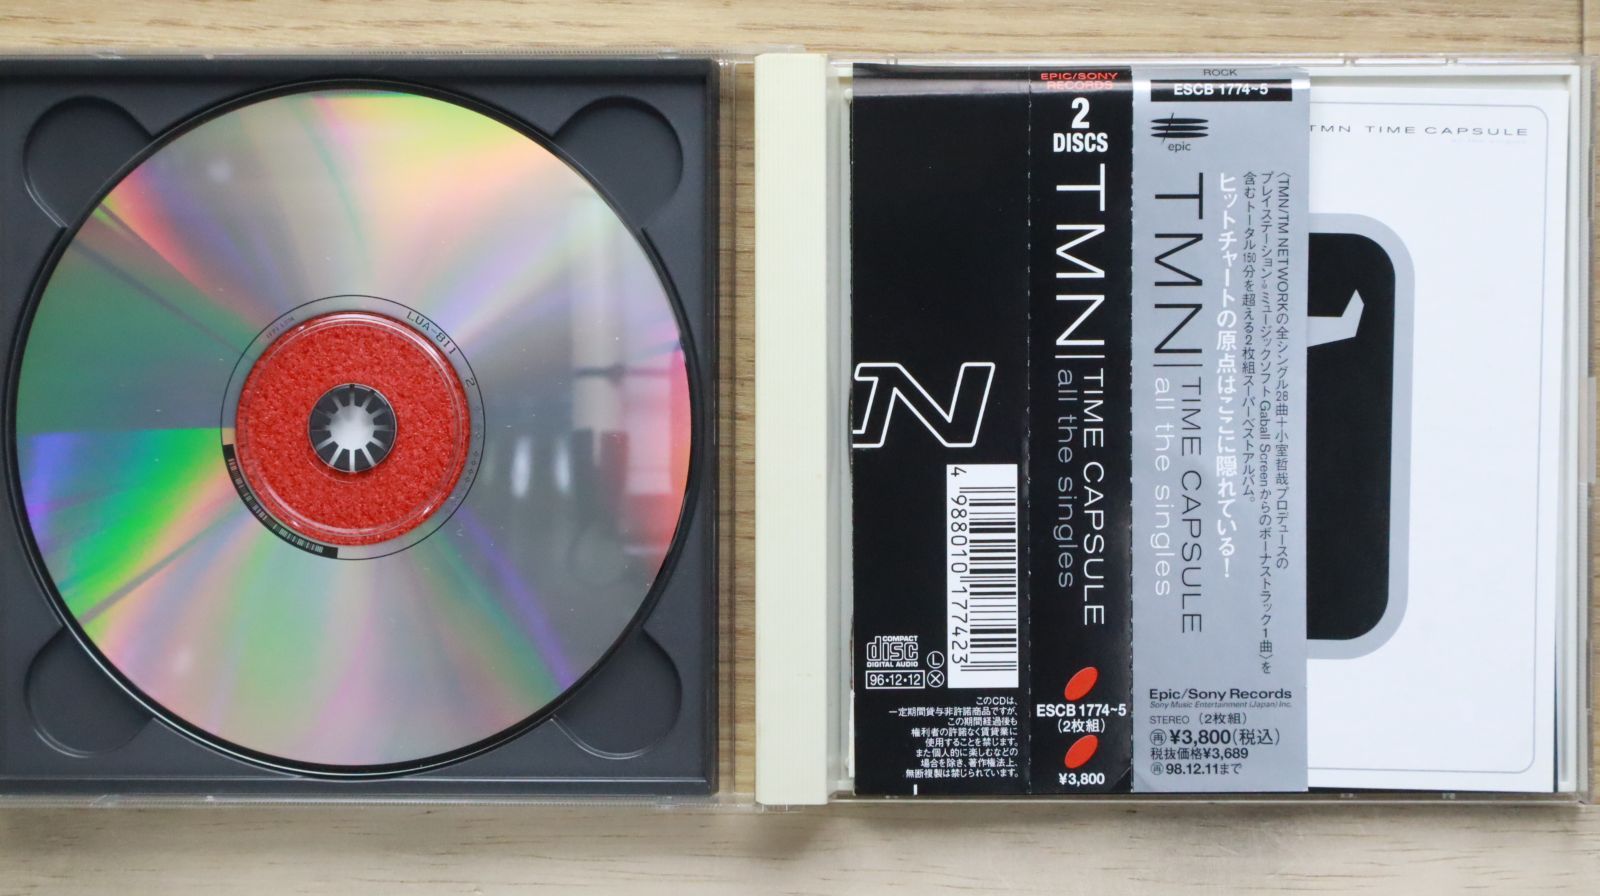 LUA-811
2
N
4 988010 177423
COMPACT
disc
DIGITAL AUDIO
96・12・12
L
X
このCDは、
一定期間貸与非許諾商品ですが、
この期間経過後も
権利者の許諾なく賃貸業に
使用することを禁じます。
また個人的に楽しむなどの
場合を除き、著作権法上、
無断複製は禁じられています。
EPIC/SONY
RECORDS
2
DISCS
TMN|TIME CAPSULE
all the singles
ESCB 1774~5
(2枚組)
¥3,800
ROCK
ESCB 1774~5
epic
〈TMN/TM NETWORKの全シングル28曲+小室哲哉プロデュースの
プレイステーション・ミュージックソフト Gaball Screenからのボーナストラック1曲〉を
含むトータル150分を超える2枚組スーパーベストアルバム。
ヒットチャートの原点はここに隠れている!
TMN|TIME CAPSULE
all the singles
Epic/Sony Records
Sony Music Entertainment (Japan) Inc.
STEREO (2枚組)
再 ¥3,800(税込)
税抜価格¥3,689
再 98.12.11まで
TMN TIME CAPSULE